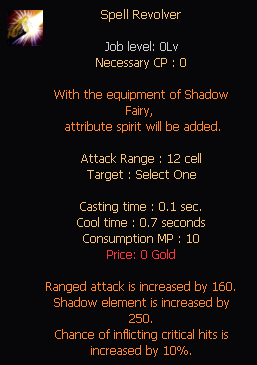 Spell Revolver
Job level: 0Lv
Necessary CP : 0
With the equipment of Shadow
Fairy,
attribute spirit will be added.
Attack Range : 12 cell
Target : Select One
Casting time : 0.1 sec.
Cool time : 0.7 seconds
Consumption MP : 10
Price: 0 Gold
Ranged attack is increased by 160.
Shadow element is increased by
250.
Chance of inflicting critical hits is
increased by 10%.